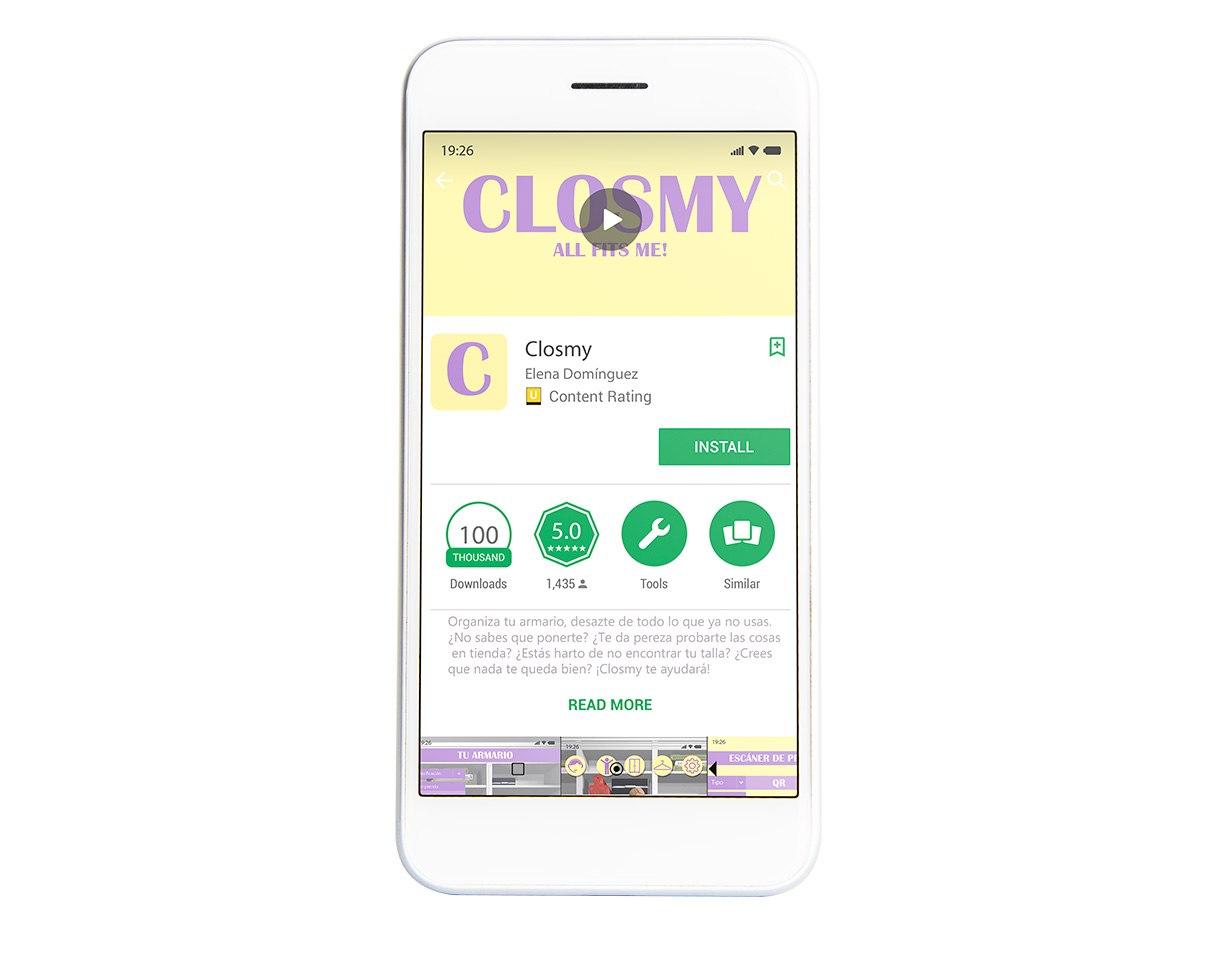 19:26
CLOSMY
ALL FITS ME!
C
Closmy
Elena Domínguez
U Content Rating
INSTALL
100
THOUSAND
5.0
Downloads
1,435
Tools
Similar
Organiza tu armario, desazte de todo lo que ya no usas.
¿No sabes que ponerte? ¿Te da pereza probarte las cosas
en tienda? ¿Estás harto de no encontrar tu talla? ¿Crees
que nada te queda bien? ¡Closmy te ayudará!
READ MORE
9:26
19:26
19:26
TU ARMARIO
ESCÁNER DE
Tipo
QR